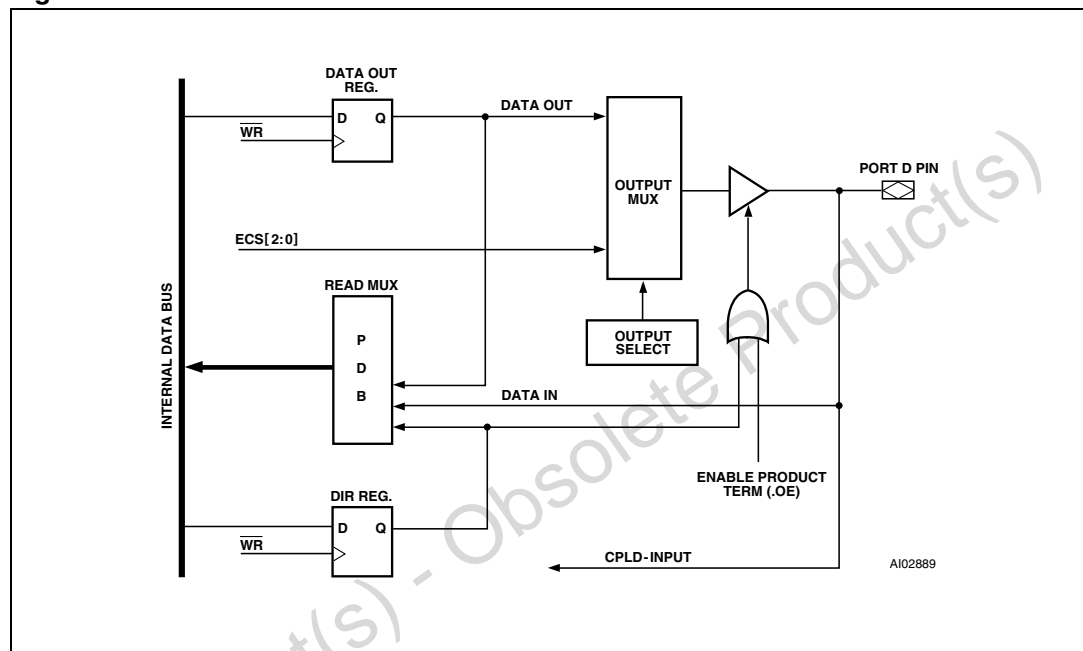 DATA OUT
REG.
D Q
WR
DATA OUT
OUTPUT
MUX
PORT D PIN
ECS[2:0]
READ MUX
P
D
B
OUTPUT
SELECT
INTERNAL DATA BUS
DATA IN
ENABLE PRODUCT
TERM (.OE)
DIR REG.
D Q
WR
CPLD-INPUT
AI02889
t(s) - Obsolete Product(s)